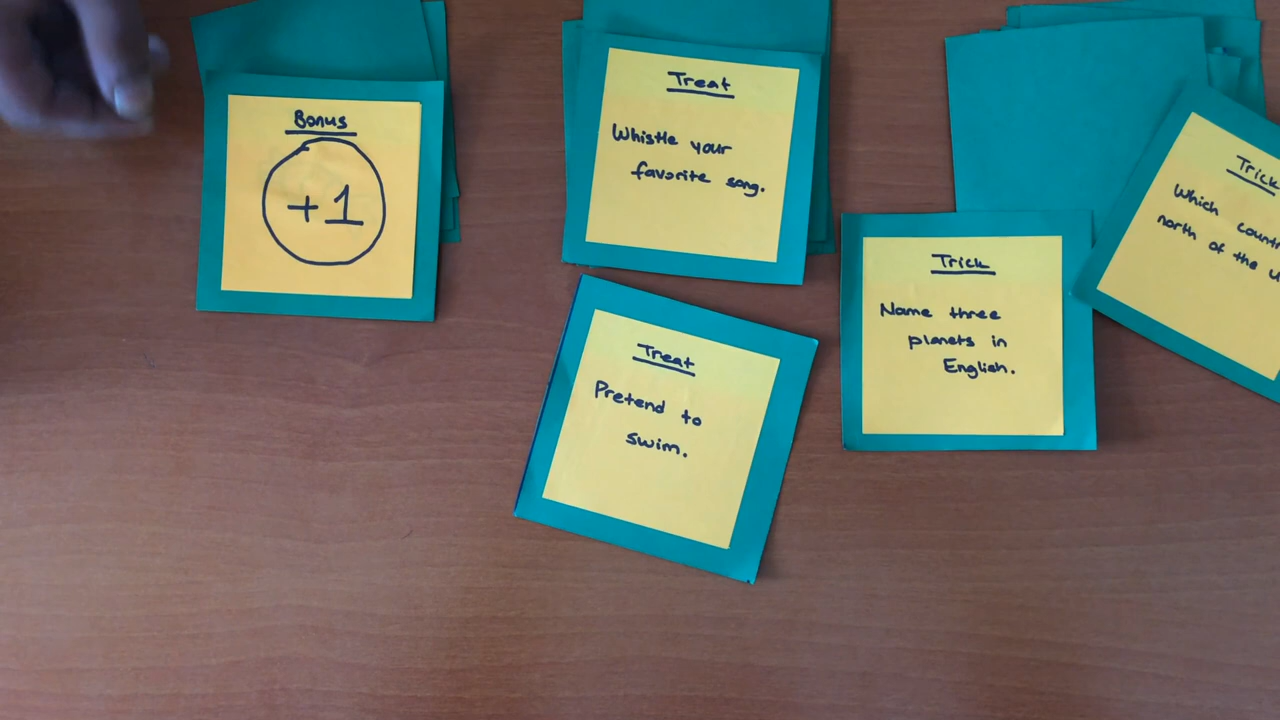 Bonus
+1
Treat
Whistle your
favorite song.
Treat
Pretend to
swim.
Trick
Name three
planets in
English.
Trick
Which
north of the